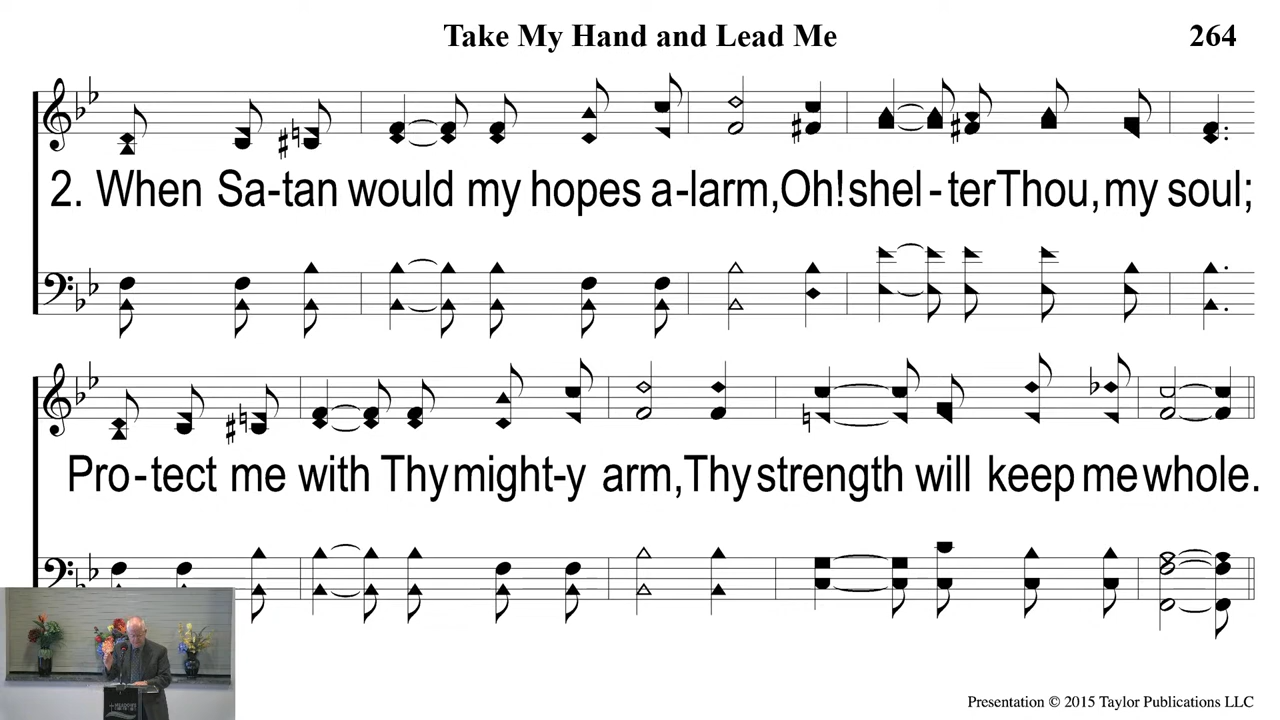 Take My Hand and Lead Me 264
2. When Sa-tan would my hopes a-larm, Oh! shel-ter Thou, my soul;
Pro-tect me with Thy might-y arm, Thy strength will keep me whole.
Presentation © 2015 Taylor Publications LLC